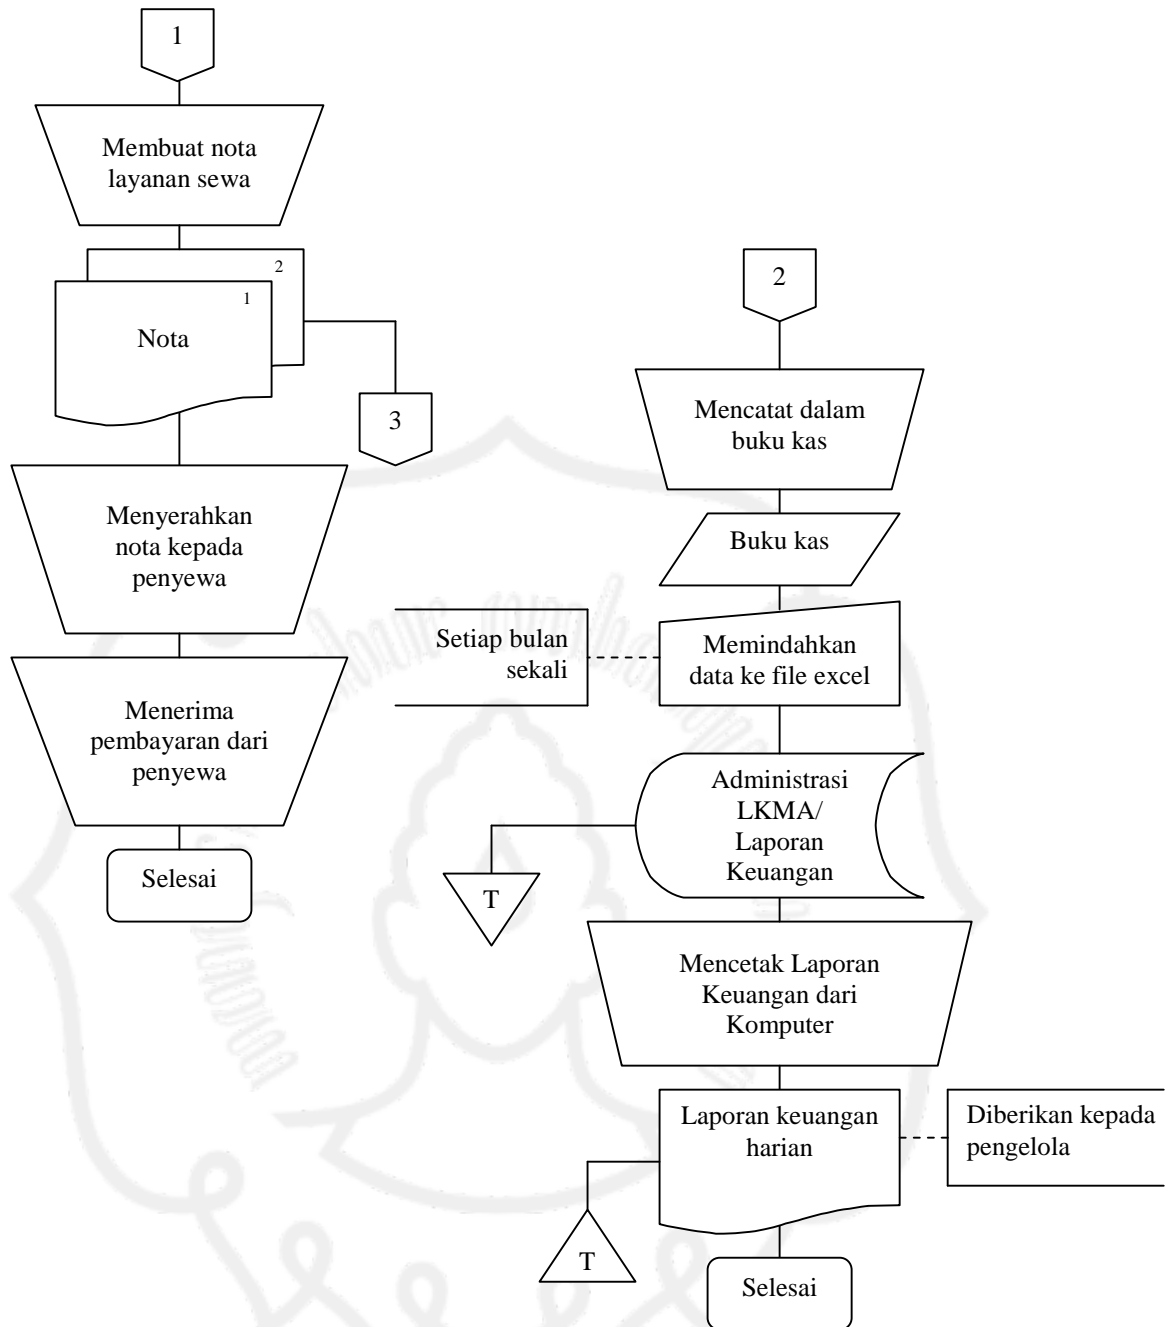 1
Membuat nota
layanan sewa
2
1
Nota
3
Menyerahkan
nota kepada
penyewa
Menerima
pembayaran dari
penyewa
Selesai
2
Mencatat dalam
buku kas
Buku kas
Setiap bulan
sekali
Memindahkan
data ke file excel
Administrasi
LKMA/
Laporan
Keuangan
T
Mencetak Laporan
Keuangan dari
Komputer
Laporan keuangan
harian
Diberikan kepada
pengelola
T
Selesai